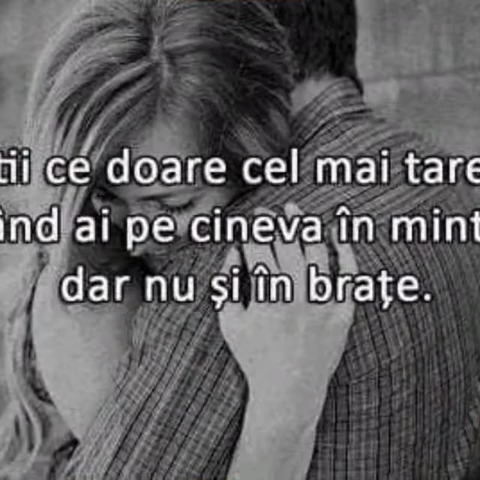 tii ce doare cel mai tare
ând ai pe cineva în mint
dar nu și în brațe.